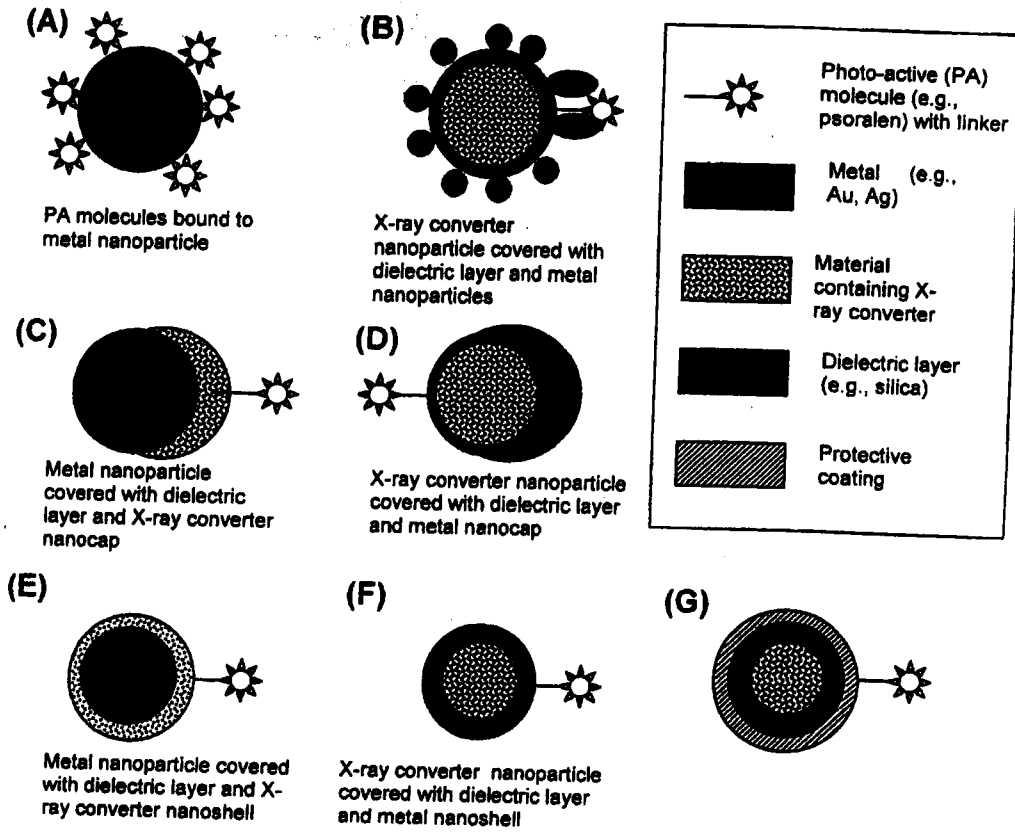 (A)
PA molecules bound to
metal nanoparticle
(B)
X-ray converter
nanoparticle covered with
dielectric layer and metal
nanoparticles
Photo-active (PA)
molecule (e.g.,
psoralen) with linker
Metal (e.g.,
Au, Ag)
Material
containing X-
ray converter
Dielectric layer
(e.g., silica)
Protective
coating
(C)
Metal nanoparticle
covered with dielectric
layer and X-ray converter
nanocap
(D)
X-ray converter nanoparticle
covered with dielectric layer
and metal nanocap
(E)
Metal nanoparticle covered
with dielectric layer and X-
ray converter nanoshell
(F)
X-ray converter nanoparticle
covered with dielectric layer
and metal nanoshell
(G)